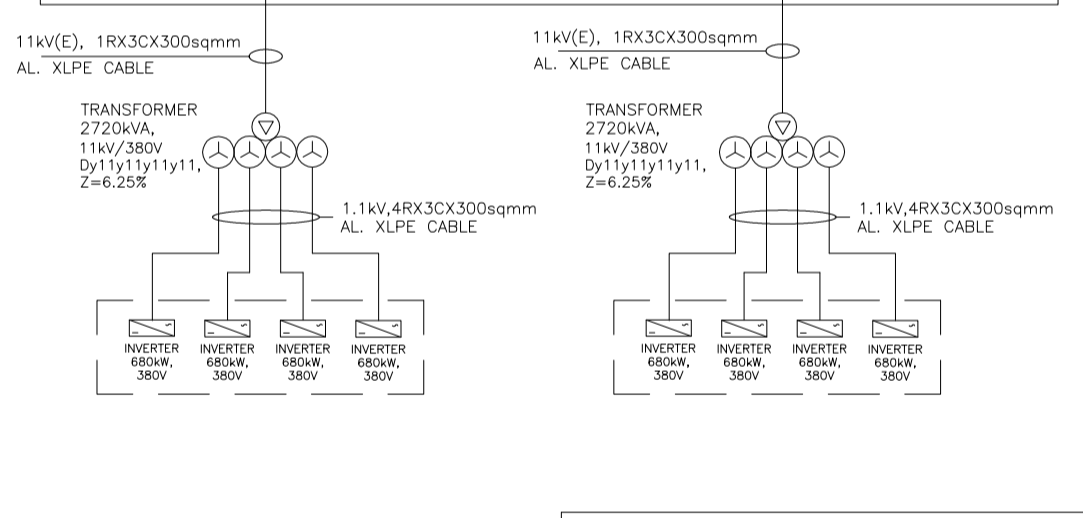 11kV(E), 1RX3CX300sqmm
AL. XLPE CABLE
TRANSFORMER
2720kVA,
11kV/380V
Dy11y11y11y11,
Z=6.25%
1.1kV,4RX3CX300sqmm
AL. XLPE CABLE
INVERTER
680kW,
380V
INVERTER
680kW,
380V
INVERTER
680kW,
380V
INVERTER
680kW,
380V
11kV(E), 1RX3CX300sqmm
AL. XLPE CABLE
TRANSFORMER
2720kVA,
11kV/380V
Dy11y11y11y11,
Z=6.25%
1.1kV,4RX3CX300sqmm
AL. XLPE CABLE
INVERTER
680kW,
380V
INVERTER
680kW,
380V
INVERTER
680kW,
380V
INVERTER
680kW,
380V